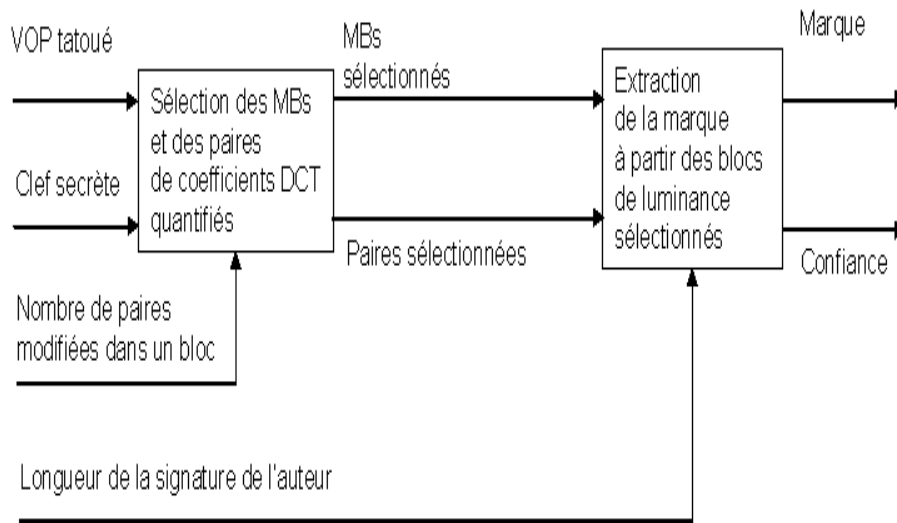 VOP tatoué
MBs
sélectionnés
Marque
Sélection des MBs
et des paires
de coefficients DCT
quantifiés
Extraction
de la marque
à partir des blocs
de luminance
sélectionnés
Clef secrète
Paires sélectionnées
Confiance
Nombre de paires
modifiées dans un bloc
Longueur de la signature de l'auteur